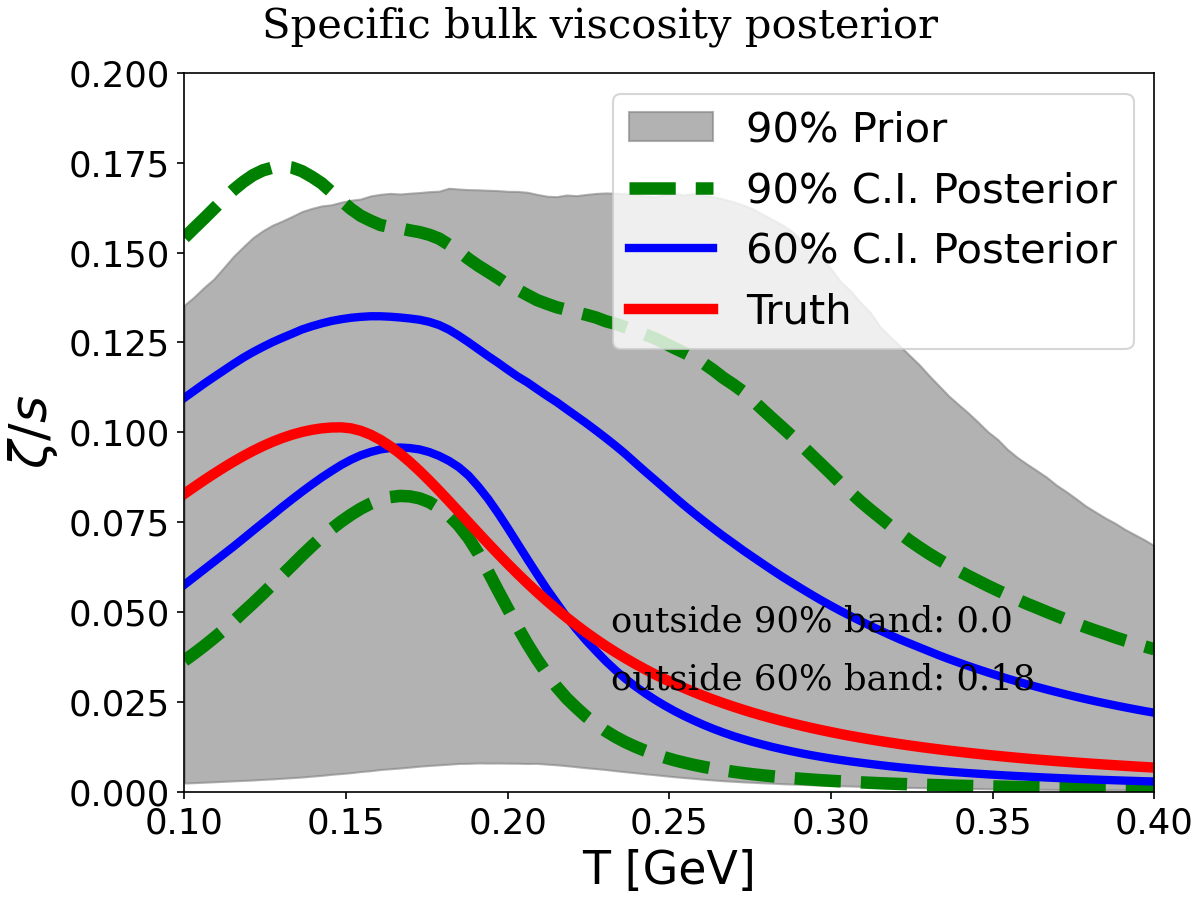 Specific bulk viscosity posterior
0.200
0.175
0.150
0.125
0.100
0.075
0.050
0.025
0.000
ζ/s
90% Prior
90% C.I. Posterior
60% C.I. Posterior
Truth
outside 90% band: 0.0
outside 60% band: 0.18
0.10 0.15 0.20 0.25 0.30 0.35 0.40
T [GeV]